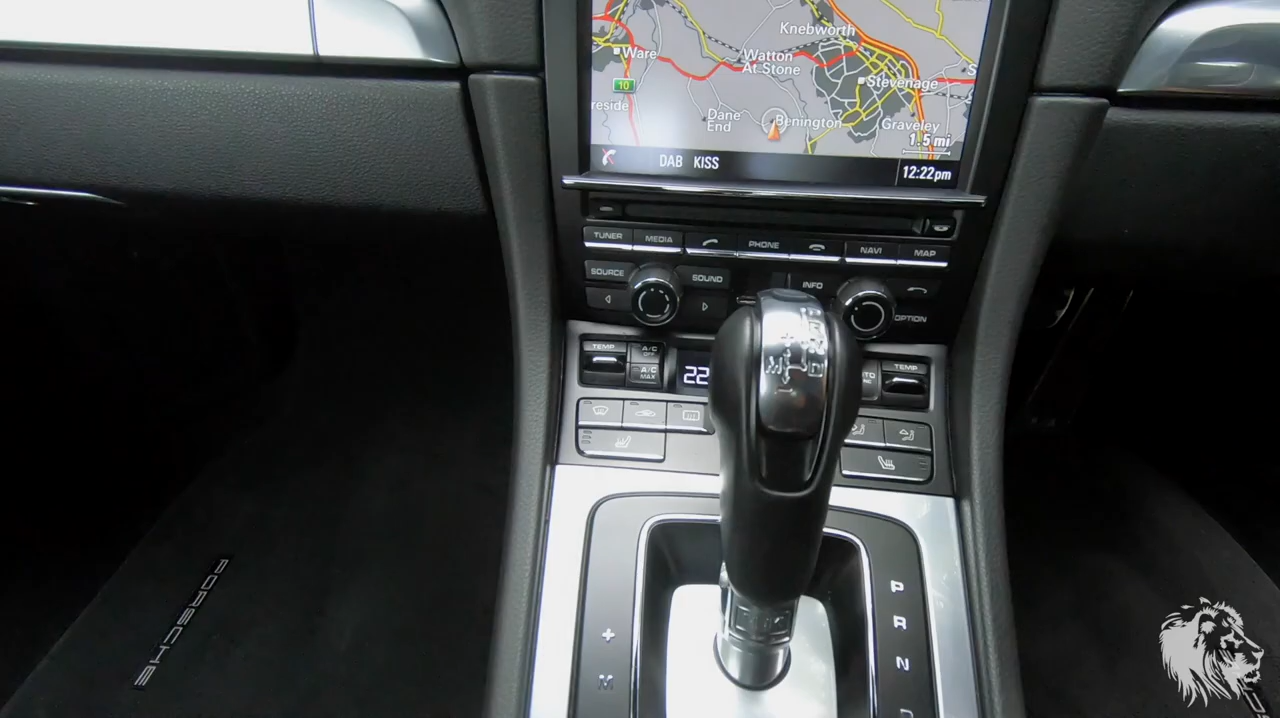 Knebworth
Ware
Watton
At Stone
Stevenage
S
10
reside
Dane
End
Benington
Graveley
1.5 mi
DAB KISS
12:22pm
TUNER
MEDIA
PHONE
NAVI
MAP
SOURCE
SOUND
INFO
OPTION
TEMP
A/C
OFF
A/C
MAX
22
TEMP
M
D
P
R
N
D
+
M
PORSCHE